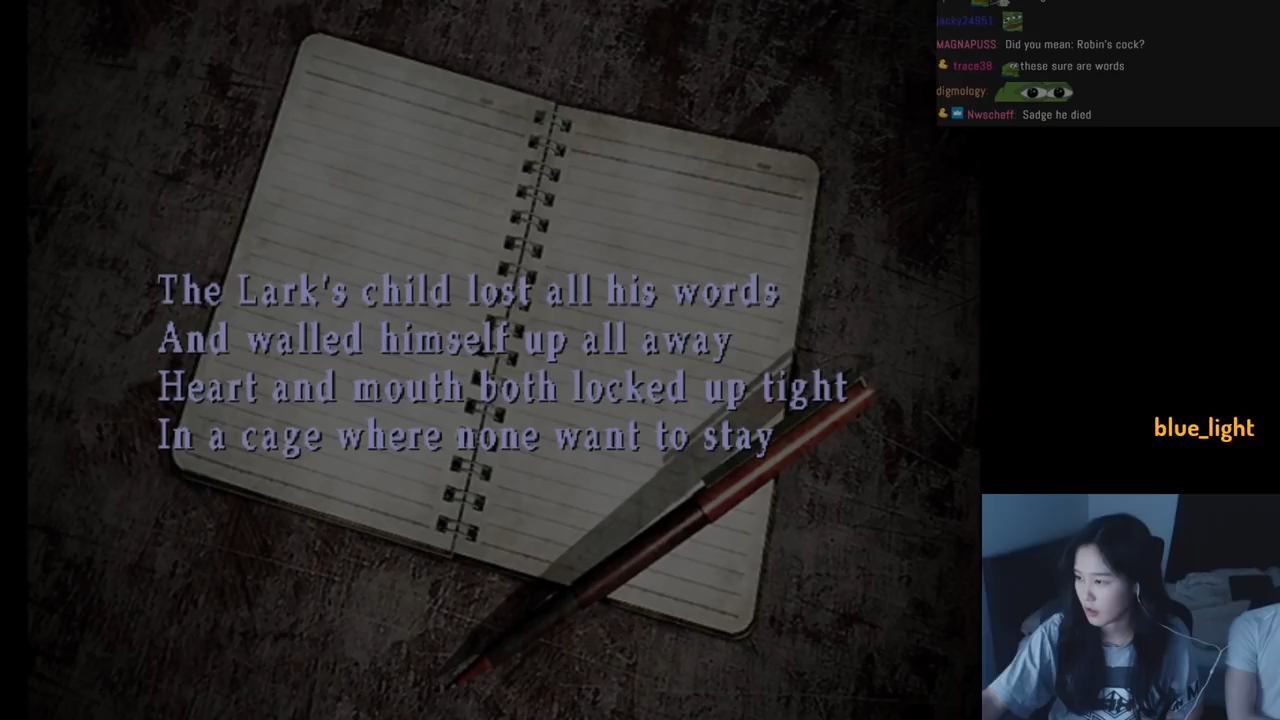 jacky24951
MAGNAPUSS: Did you mean: Robin's cock?
trace38 these sure are words
digmology:
Nwscheff: Sadge he died
The Lark's child lost all his words
And walled himself up all away
Heart and mouth both locked up tight
In a cage where none want to stay
blue_light